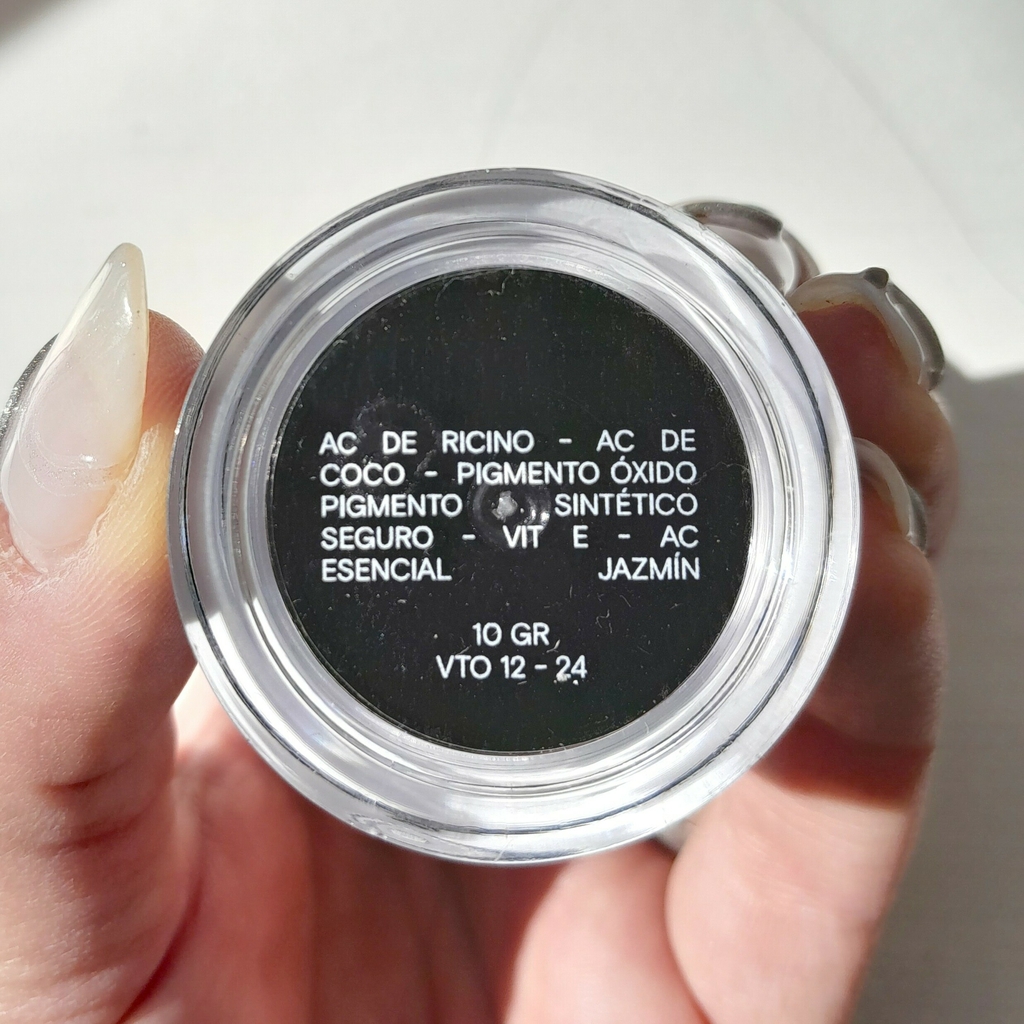 AC DE RICINO - AC DE
COCO - PIGMENTO ÓXIDO
PIGMENTO SINTÉTICO
SEGURO - VIT E - AC
ESENCIAL JAZMÍN
10 GR
VTO 12 - 24